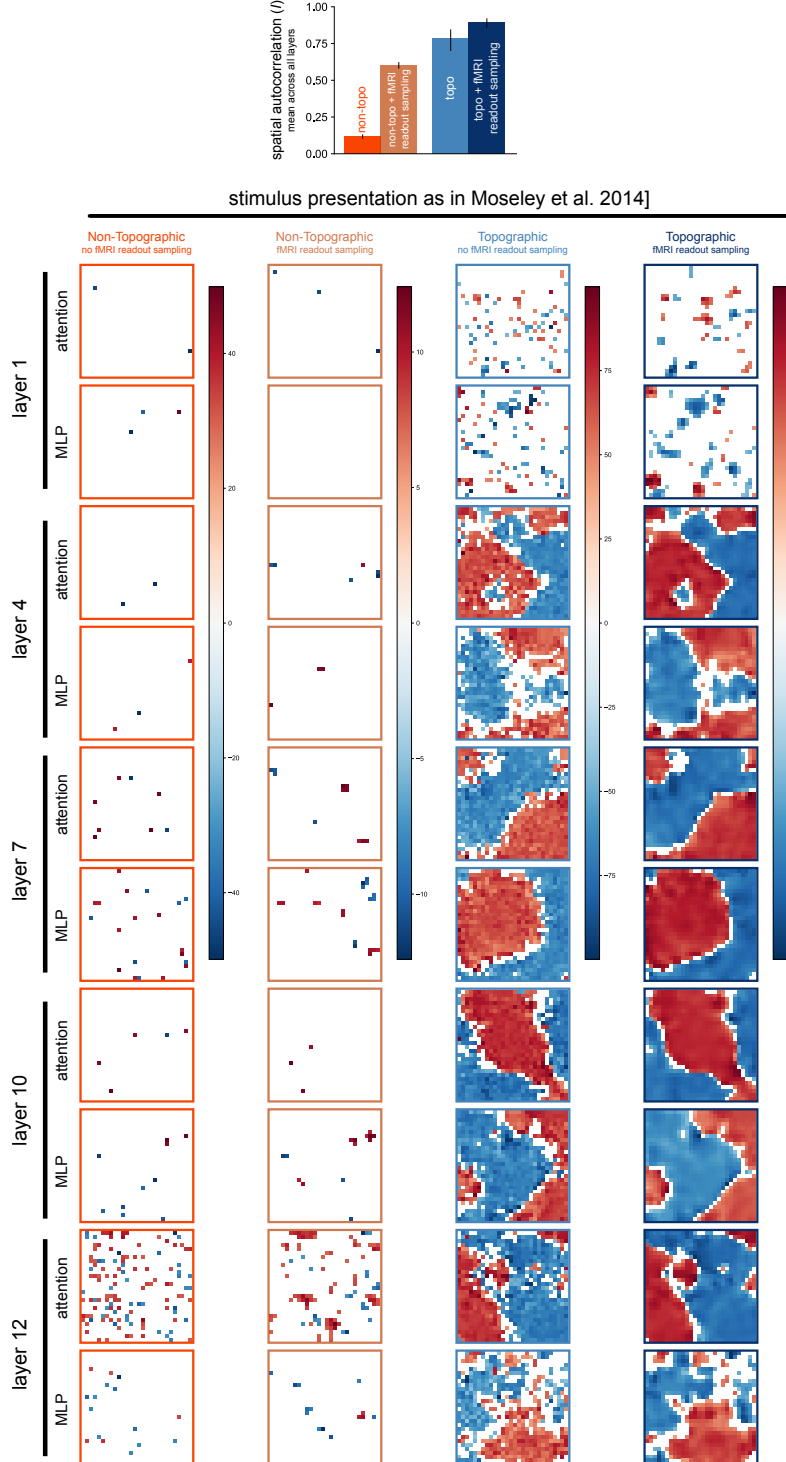 spatial autocorrelation (I)
mean across all layers
1.00
0.75
0.50
0.25
0.00
non-topo
non-topo + fMRI
readout sampling
topo
topo + fMRI
readout sampling
stimulus presentation as in Moseley et al. 2014]
Non-Topographic
no fMRI readout sampling
Non-Topographic
fMRI readout sampling
Topographic
no fMRI readout sampling
Topographic
fMRI readout sampling
layer 1
attention
MLP
layer 4
attention
MLP
layer 7
attention
MLP
layer 10
attention
MLP
layer 12
attention
MLP
40
20
0
−20
−40
10
5
0
−5
−10
75
50
25
0
−25
−50
−75